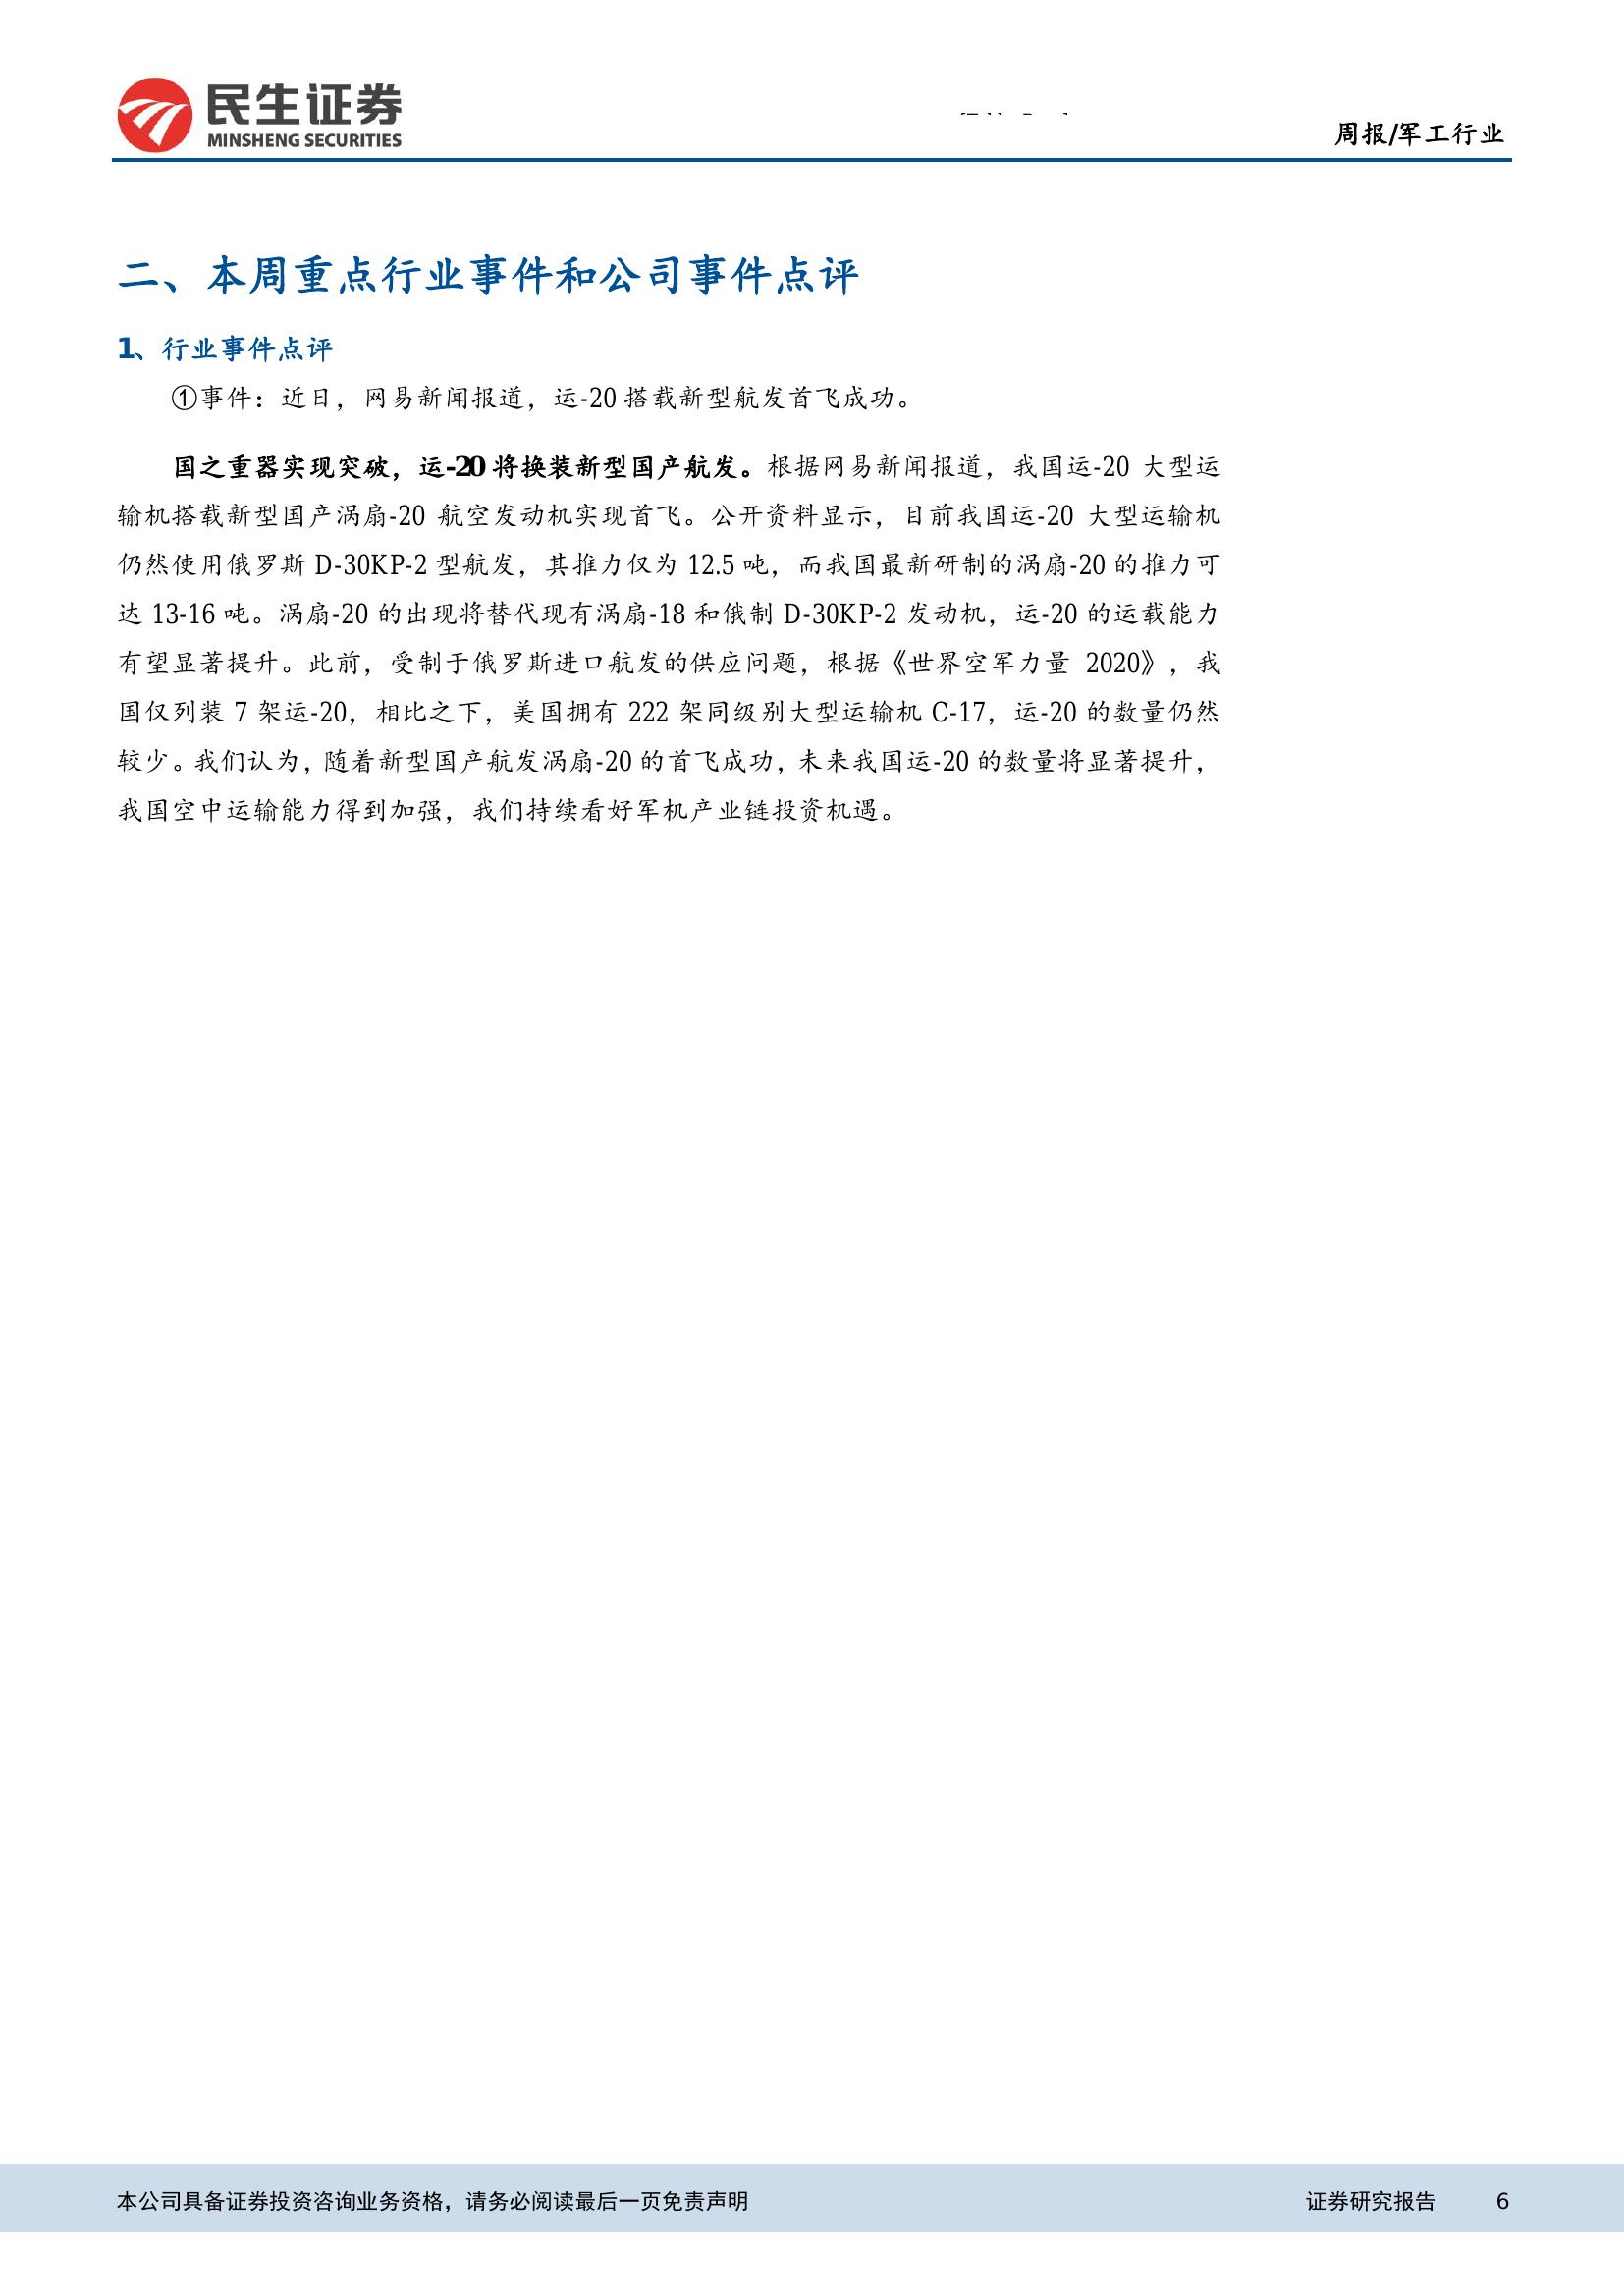 民生证券
MINSHENG SECURITIES
周报/军工行业
二、本周重点行业事件和公司事件点评
1、行业事件点评
①事件：近日，网易新闻报道，运-20 搭载新型航发首飞成功。
国之重器实现突破，运-20 将换装新型国产航发。根据网易新闻报道，我国运-20 大型运
输机搭载新型国产涡扇-20 航空发动机实现首飞。公开资料显示，目前我国运-20 大型运输机
仍然使用俄罗斯 D-30KP-2 型航发，其推力仅为 12.5 吨，而我国最新研制的涡扇-20 的推力可
达 13-16 吨。涡扇-20 的出现将替代现有涡扇-18 和俄制 D-30KP-2 发动机，运-20 的运载能力
有望显著提升。此前，受制于俄罗斯进口航发的供应问题，根据《世界空军力量 2020》，我
国仅列装 7 架运-20，相比之下，美国拥有 222 架同级别大型运输机 C-17，运-20 的数量仍然
较少。我们认为，随着新型国产航发涡扇-20 的首飞成功，未来我国运-20 的数量将显著提升，
我国空中运输能力得到加强，我们持续看好军机产业链投资机遇。
本公司具备证券投资咨询业务资格，请务必阅读最后一页免责声明
证券研究报告
6